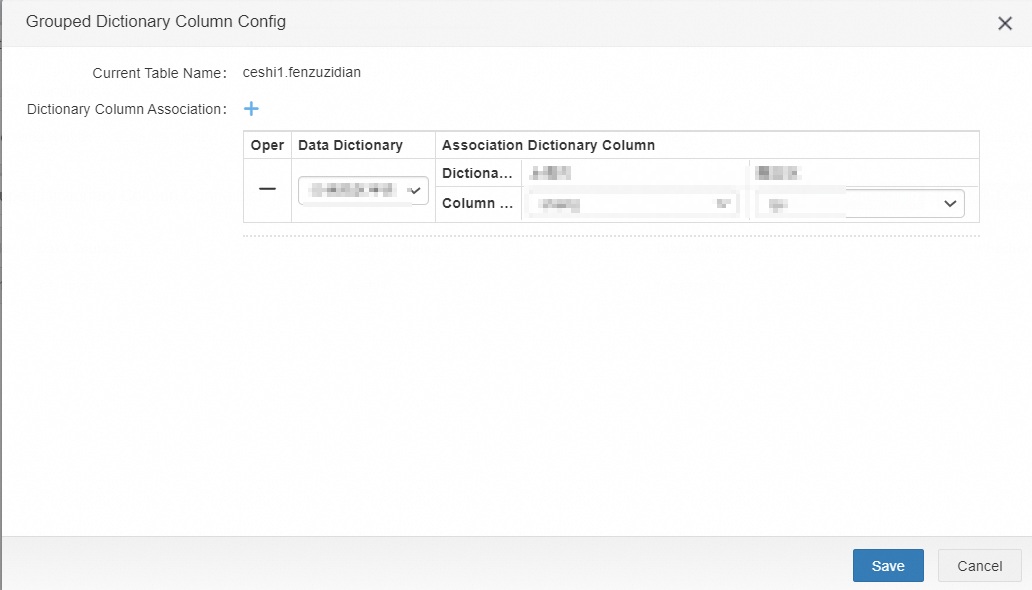 Grouped Dictionary Column Config
Current Table Name: ceshi1.fenzuzidian
Dictionary Column Association:
Oper Data Dictionary Association Dictionary Column
Dictiona...
Column ...
Save Cancel